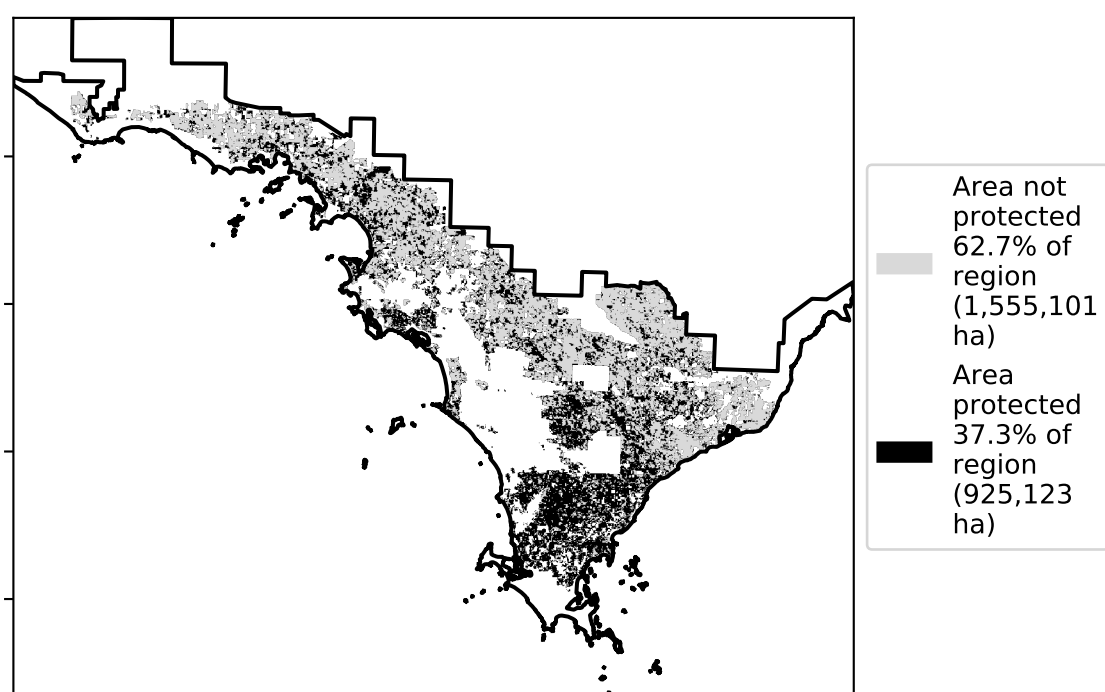 Area not
protected
62.7% of
region
(1,555,101
ha)
Area
protected
37.3% of
region
(925,123
ha)